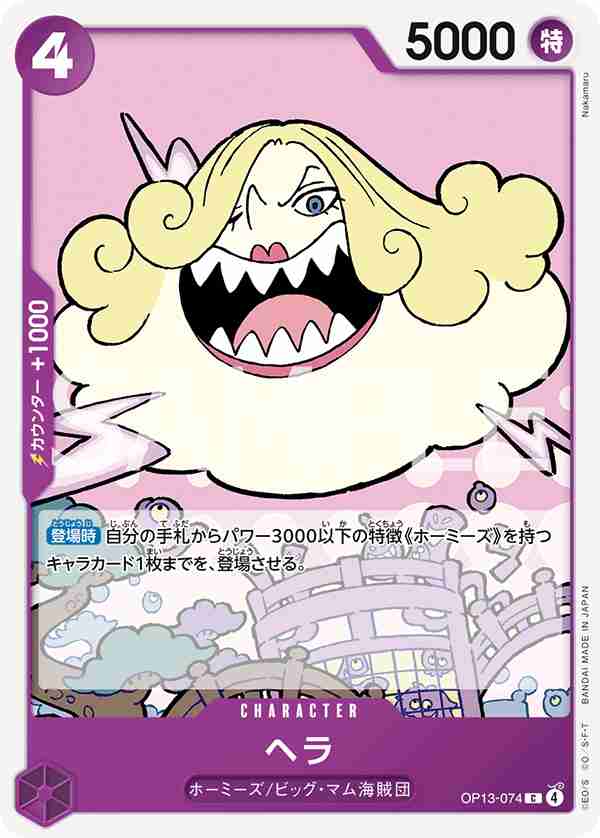 4
5000
特
Nakamaru
カウンター +1000
登場時 自分の手札からパワー3000以下の特徴《ホーミーズ》を持つ
キャラカード1枚までを、登場させる。
CHARACTER
ヘラ
ホーミーズ/ビッグ・マム海賊団
OP13-074 C 4
©E.O/S ©O/S・F・T BANDAI MADE IN JAPAN